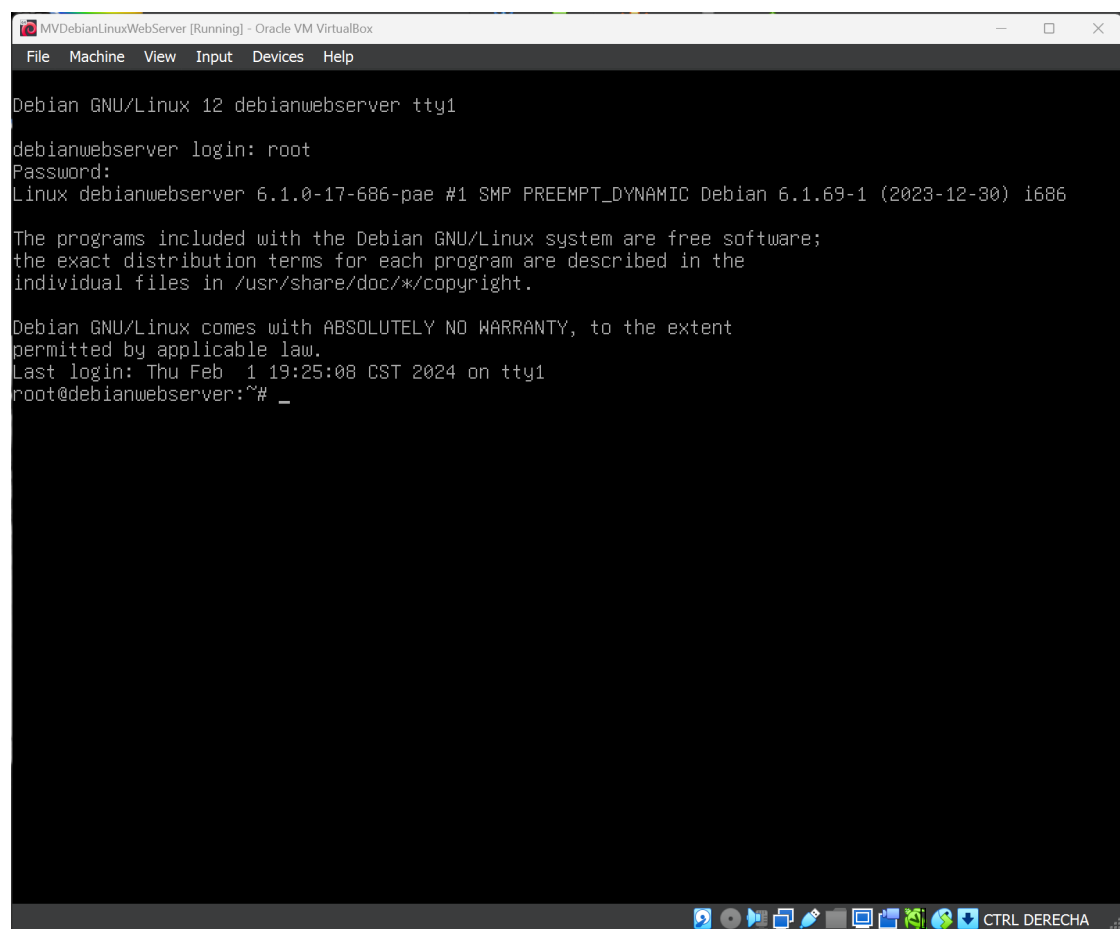 MVDebianLinuxWebServer [Running] - Oracle VM VirtualBox
File Machine View Input Devices Help
Debian GNU/Linux 12 debianwebserver tty1
debianwebserver login: root
Password:
Linux debianwebserver 6.1.0-17-686-pae #1 SMP PREEMPT_DYNAMIC Debian 6.1.69-1 (2023-12-30) i686
The programs included with the Debian GNU/Linux system are free software;
the exact distribution terms for each program are described in the
individual files in /usr/share/doc/*/copyright.
Debian GNU/Linux comes with ABSOLUTELY NO WARRANTY, to the extent
permitted by applicable law.
Last login: Thu Feb  1 19:25:08 CST 2024 on tty1
root@debianwebserver:~# _
CTRL DERECHA